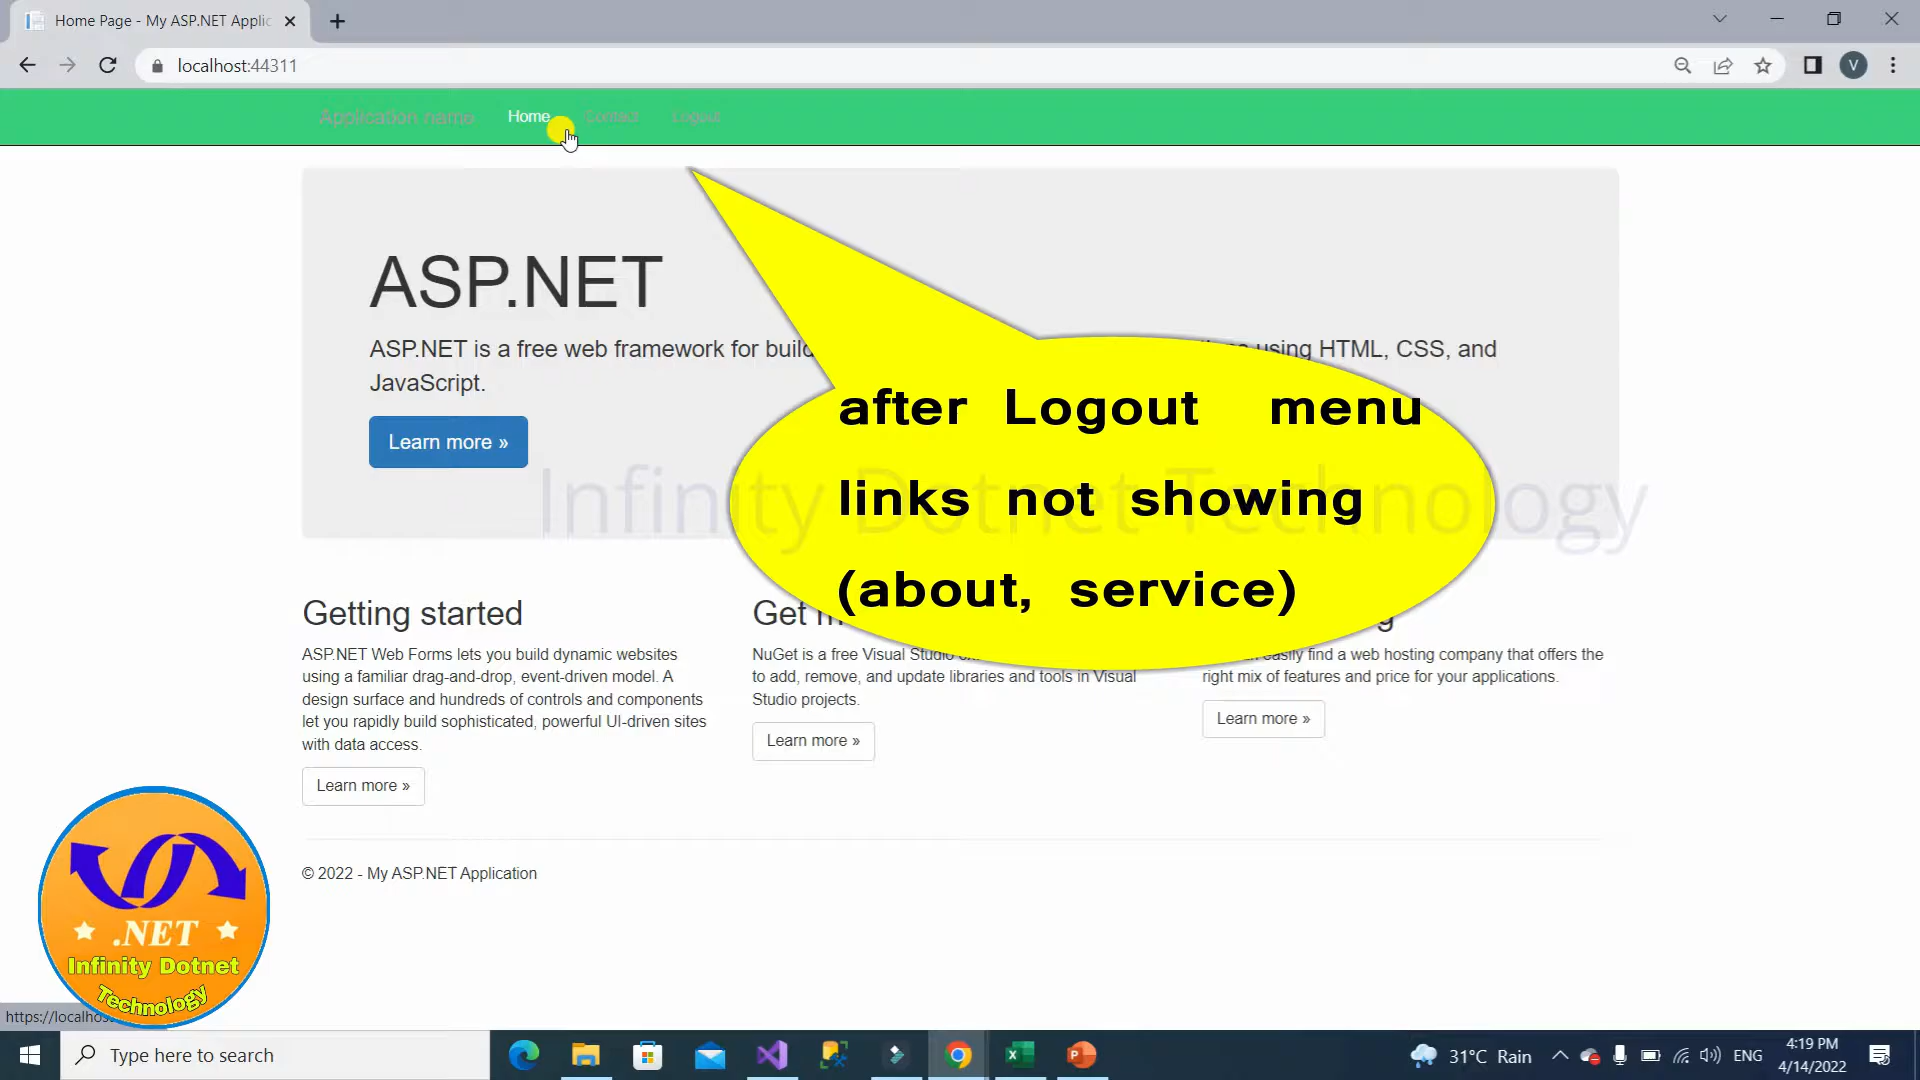 Home Page - My ASP.NET Applic
localhost:44311
V
Application name Home Contact Logout
ASP.NET
ASP.NET is a free web framework for build using HTML, CSS, and
JavaScript.
Learn more »
after Logout menu
links not showing
(about, service)
Infinity Dotnet Technology
Getting started
ASP.NET Web Forms lets you build dynamic websites
using a familiar drag-and-drop, event-driven model. A
design surface and hundreds of controls and components
let you rapidly build sophisticated, powerful UI-driven sites
with data access.
Learn more »
Get
NuGet is a free Visual Studio
to add, remove, and update libraries and tools in Visual
Studio projects.
Learn more »
easily find a web hosting company that offers the
right mix of features and price for your applications.
Learn more »
© 2022 - My ASP.NET Application
.NET
Infinity Dotnet
Technology
https://localhos
Type here to search
31°C Rain
ENG
4:19 PM
4/14/2022